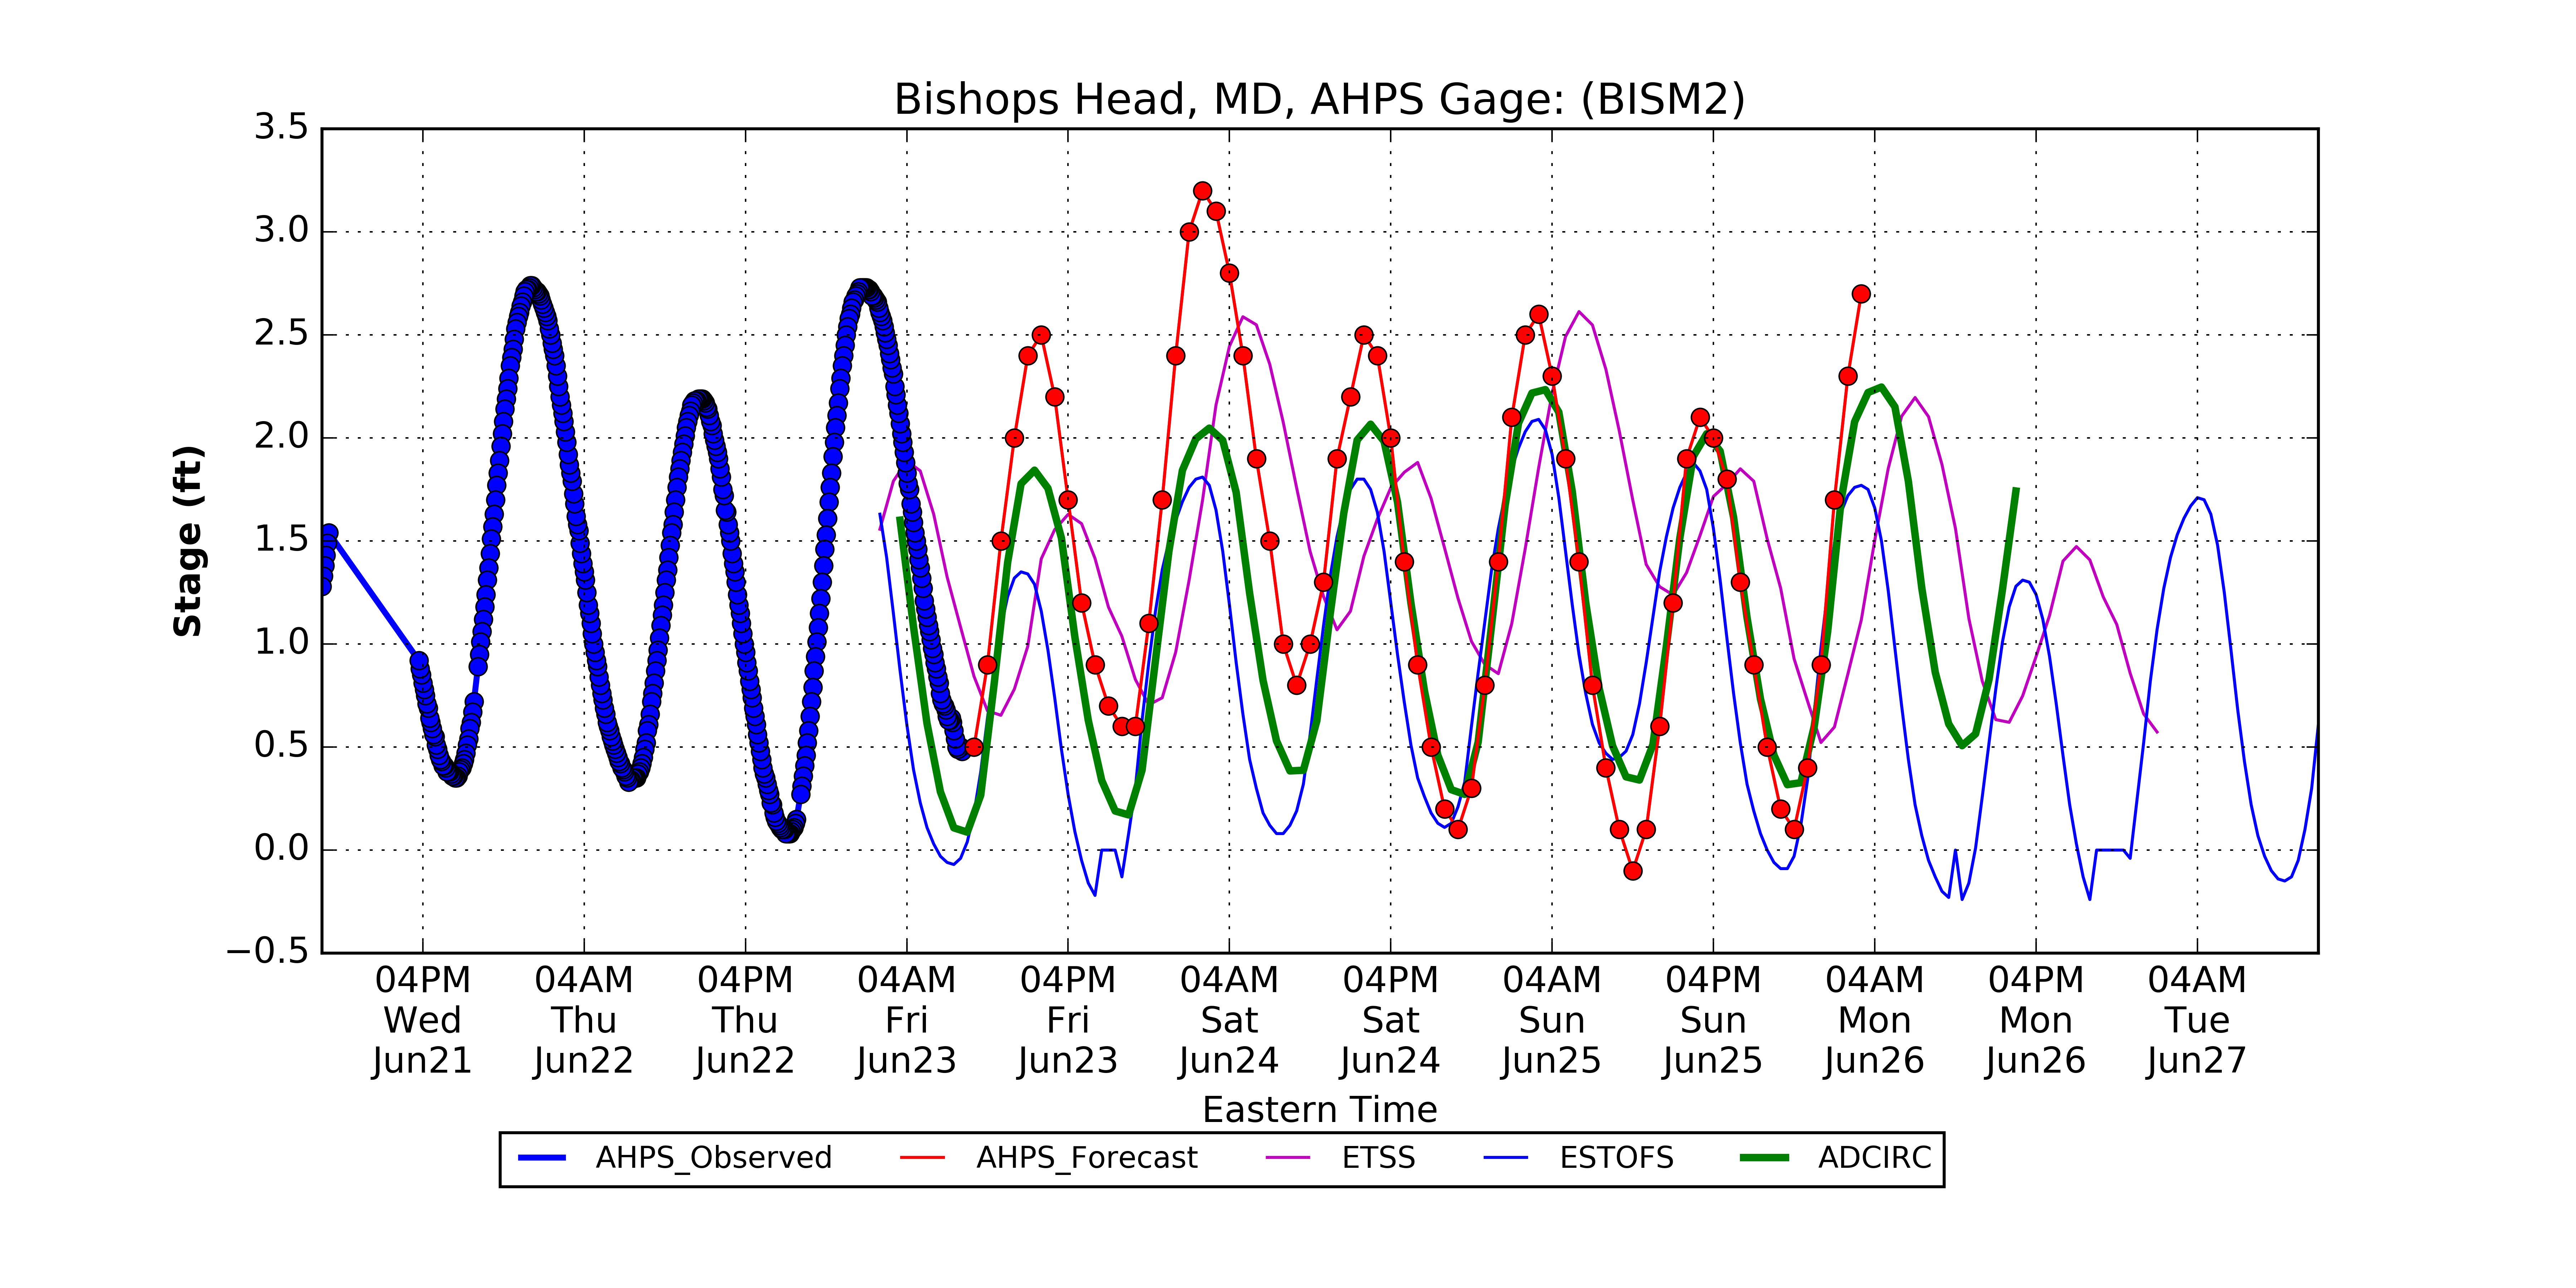 Bishops Head, MD, AHPS Gage: (BISM2)
Stage (ft)
3.5
3.0
2.5
2.0
1.5
1.0
0.5
0.0
−0.5
04PM 04AM 04PM 04AM 04PM 04AM 04PM 04AM 04PM 04AM 04PM 04AM
Wed Thu Thu Fri Fri Sat Sat Sun Sun Mon Mon Tue
Jun21 Jun22 Jun22 Jun23 Jun23 Jun24 Jun24 Jun25 Jun25 Jun26 Jun26 Jun27
Eastern Time
AHPS_Observed AHPS_Forecast ETSS ESTOFS ADCIRC